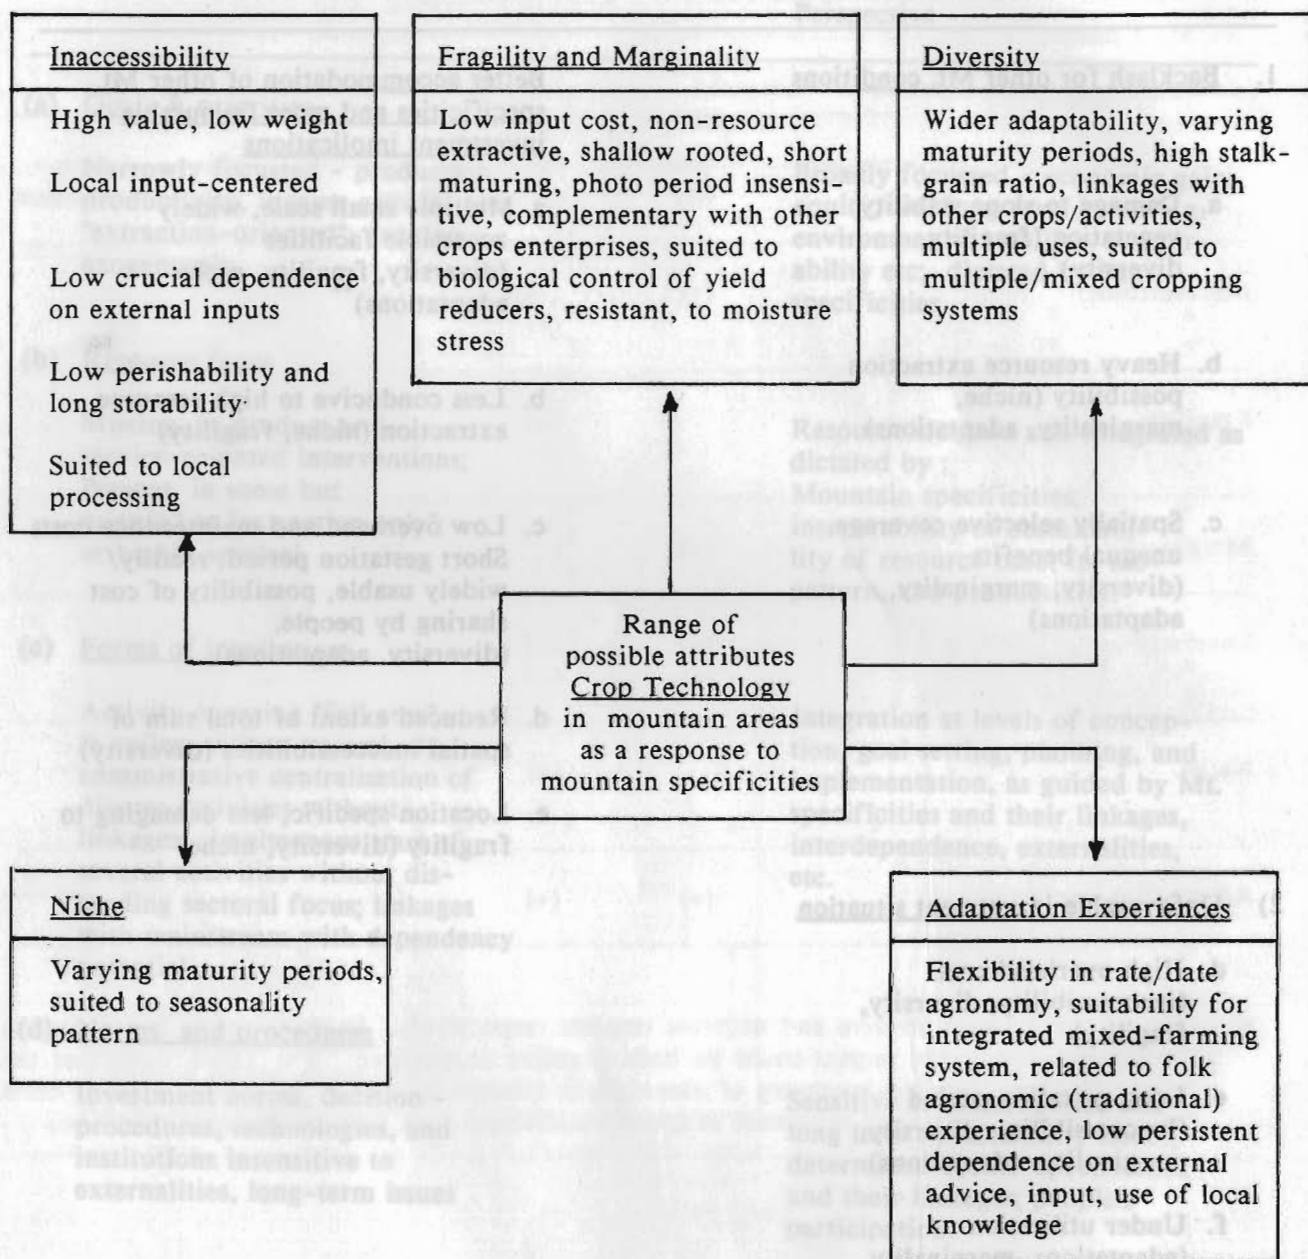 Inaccessibility
High value, low weight
Local input-centered
Low crucial dependence
on external inputs
Low perishability and
long storability
Suited to local
processing
Fragility and Marginality
Low input cost, non-resource
extractive, shallow rooted, short
maturing, photo period insensi-
tive, complementary with other
crops enterprises, suited to
biological control of yield
reducers, resistant, to moisture
stress
Diversity
Wider adaptability, varying
maturity periods, high stalk-
grain ratio, linkages with
other crops/activities,
multiple uses, suited to
multiple/mixed cropping
systems
Range of
possible attributes
Crop Technology
in mountain areas
as a response to
mountain specificities
Niche
Varying maturity periods,
suited to seasonality
pattern
Adaptation Experiences
Flexibility in rate/date
agronomy, suitability for
integrated mixed-farming
system, related to folk
agronomic (traditional)
experience, low persistent
dependence on external
advice, input, use of local
knowledge